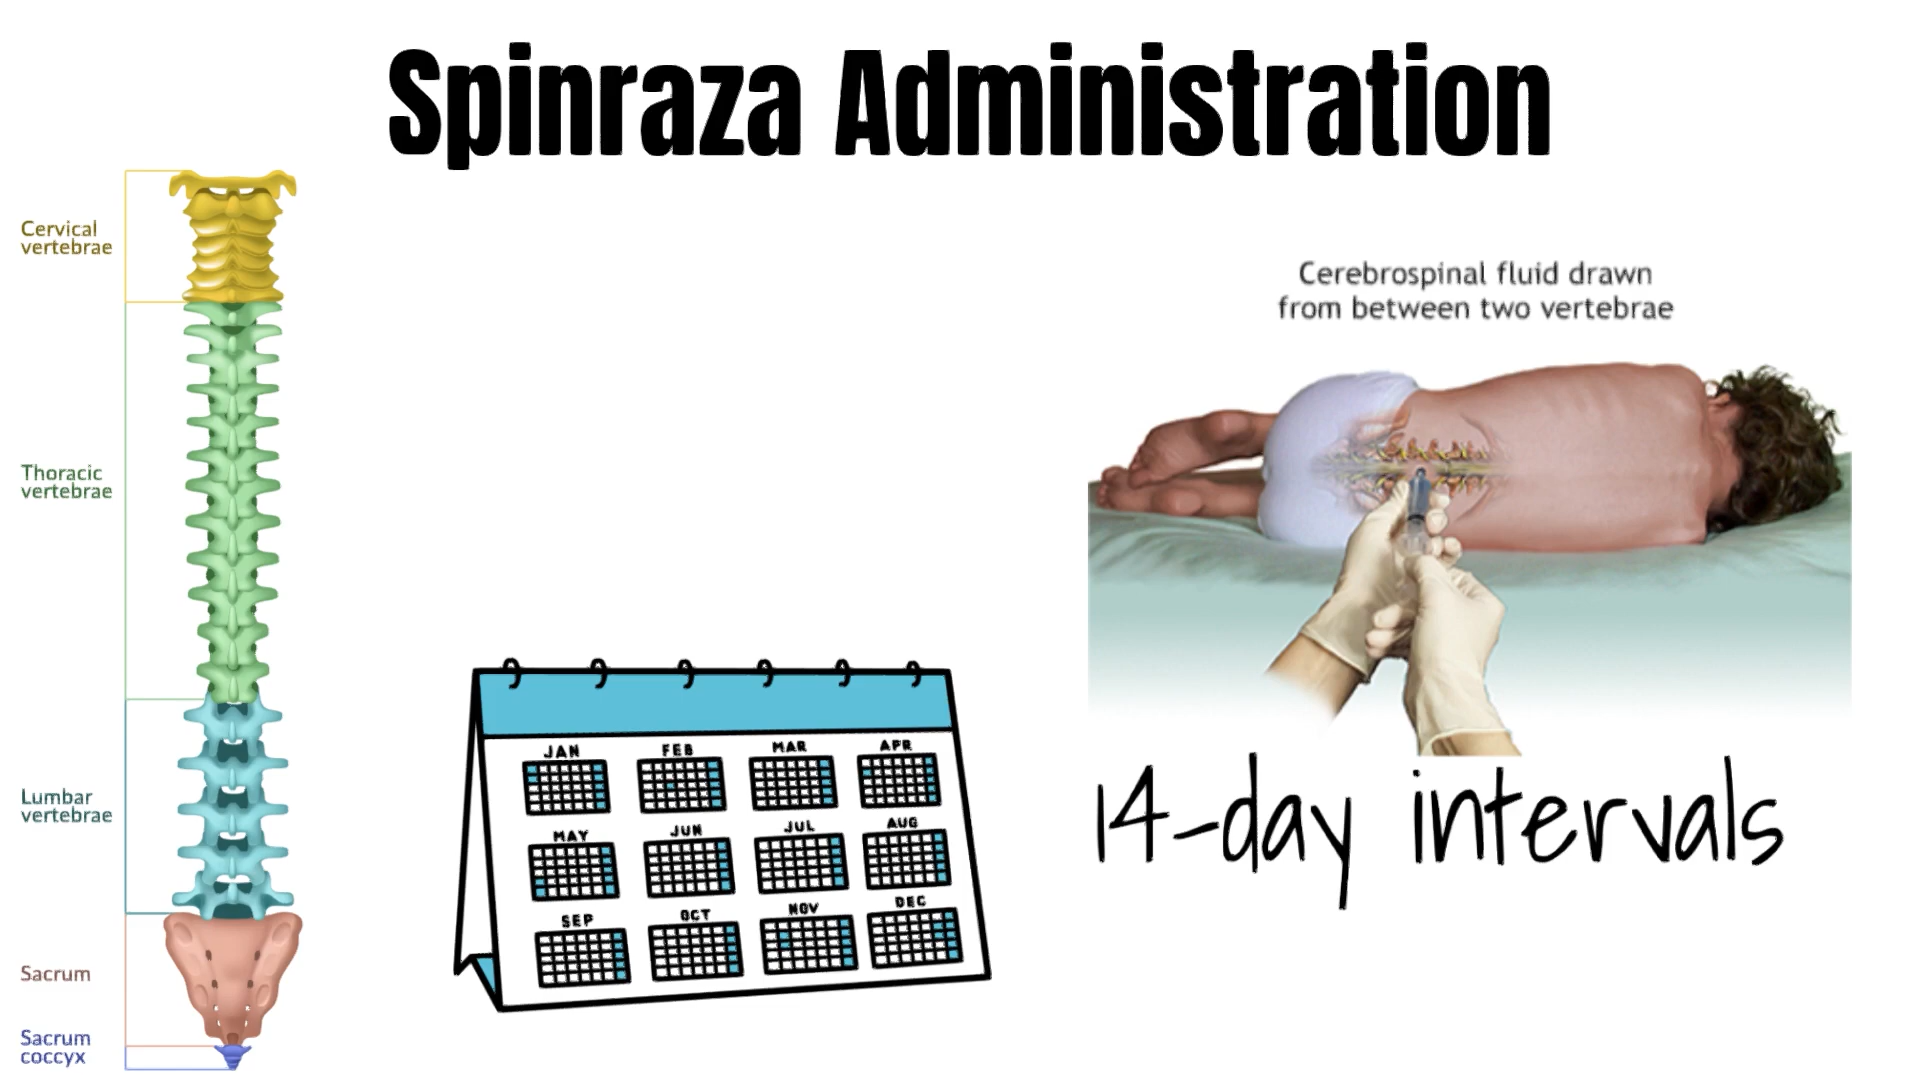 Spinraza Administration
Cervical
vertebrae
Thoracic
vertebrae
Lumbar
vertebrae
Sacrum
Sacrum
coccyx
JAN FEB MAR APR
MAY JUN JUL AUG
SEP OCT NOV DEC
Cerebrospinal fluid drawn
from between two vertebrae
14-day intervals